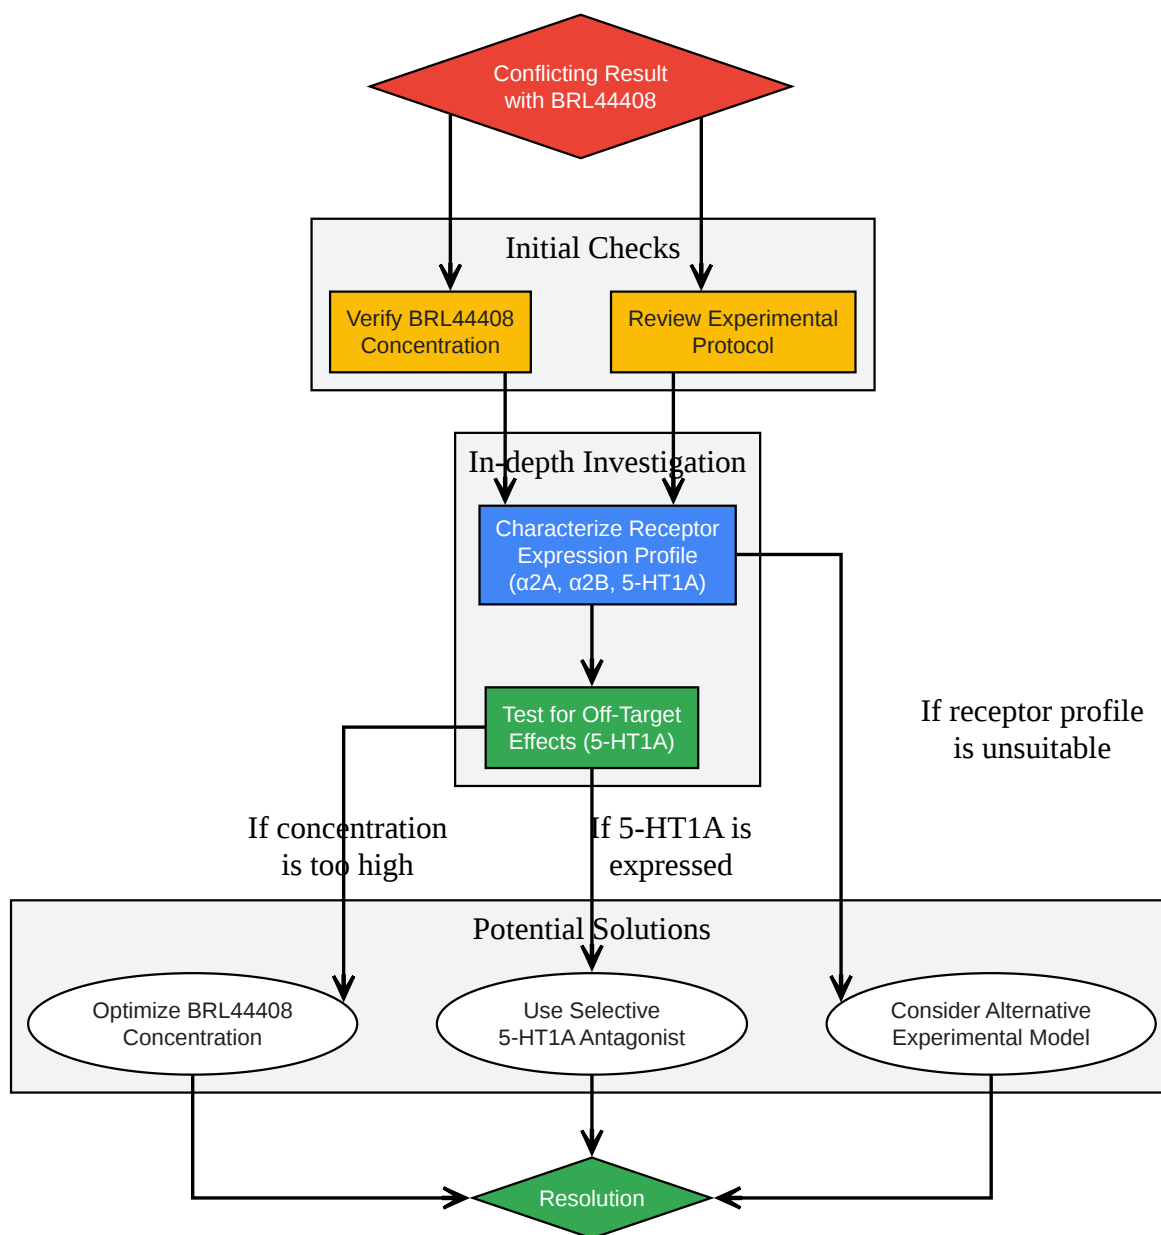 Conflicting Result
with BRL44408
Initial Checks
Verify BRL44408
Concentration
Review Experimental
Protocol
In-depth Investigation
Characterize Receptor
Expression Profile
(α2A, α2B, 5-HT1A)
Test for Off-Target
Effects (5-HT1A)
If receptor profile
is unsuitable
If concentration
is too high
If 5-HT1A is
expressed
Potential Solutions
Optimize BRL44408
Concentration
Use Selective
5-HT1A Antagonist
Consider Alternative
Experimental Model
Resolution